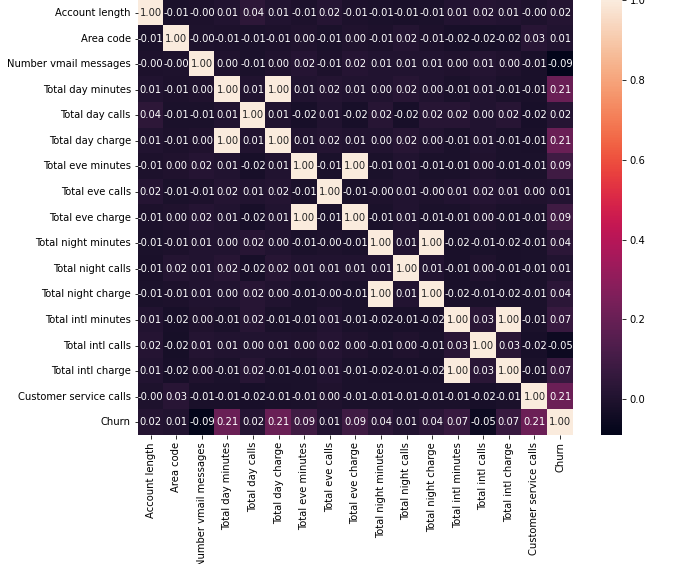 Account length 1.00 -0.01 -0.00 0.01 0.04 0.01 -0.01 0.02 -0.01 -0.01 -0.01 -0.01 0.01 0.02 0.01 -0.00 0.02
Area code -0.01 1.00 -0.00 -0.01 -0.01 -0.01 0.00 -0.01 0.00 -0.01 0.02 -0.01 -0.02 -0.02 -0.02 0.03 0.01
Number vmail messages -0.00 -0.00 1.00 0.00 -0.01 0.00 0.02 -0.01 0.02 0.01 0.01 0.01 0.00 0.01 0.00 -0.01 -0.09
Total day minutes 0.01 -0.01 0.00 1.00 0.01 1.00 0.01 0.02 0.01 0.00 0.02 0.00 -0.01 0.01 -0.01 -0.01 0.21
Total day calls 0.04 -0.01 -0.01 0.01 1.00 0.01 -0.02 0.01 -0.02 0.02 -0.02 0.02 0.02 0.00 0.02 -0.02 0.02
Total day charge 0.01 -0.01 0.00 1.00 0.01 1.00 0.01 0.02 0.01 0.00 0.02 0.00 -0.01 0.01 -0.01 -0.01 0.21
Total eve minutes -0.01 0.00 0.02 0.01 -0.02 0.01 1.00 -0.01 1.00 -0.01 0.01 -0.01 -0.01 0.00 -0.01 -0.01 0.09
Total eve calls 0.02 -0.01 -0.01 0.02 0.01 0.02 -0.01 1.00 -0.01 -0.00 0.01 -0.00 0.01 0.02 0.01 0.00 0.01
Total eve charge -0.01 0.00 0.02 0.01 -0.02 0.01 1.00 -0.01 1.00 -0.01 0.01 -0.01 -0.01 0.00 -0.01 -0.01 0.09
Total night minutes -0.01 -0.01 0.01 0.00 0.02 0.00 -0.01 -0.00 -0.01 1.00 0.01 1.00 -0.02 -0.01 -0.02 -0.01 0.04
Total night calls -0.01 0.02 0.01 0.02 -0.02 0.02 0.01 0.01 0.01 0.01 1.00 0.01 -0.01 0.00 -0.01 -0.01 0.01
Total night charge -0.01 -0.01 0.01 0.00 0.02 0.00 -0.01 -0.00 -0.01 1.00 0.01 1.00 -0.02 -0.01 -0.02 -0.01 0.04
Total intl minutes 0.01 -0.02 0.00 -0.01 0.02 -0.01 -0.01 0.01 -0.01 -0.02 -0.01 -0.02 1.00 0.03 1.00 -0.01 0.07
Total intl calls 0.02 -0.02 0.01 0.01 0.00 0.01 0.00 0.02 0.00 -0.01 0.00 -0.01 0.03 1.00 0.03 -0.02 -0.05
Total intl charge 0.01 -0.02 0.00 -0.01 0.02 -0.01 -0.01 0.01 -0.01 -0.02 -0.01 -0.02 1.00 0.03 1.00 -0.01 0.07
Customer service calls -0.00 0.03 -0.01 -0.01 -0.02 -0.01 -0.01 0.00 -0.01 -0.01 -0.01 -0.01 -0.01 -0.02 -0.01 1.00 0.21
Churn 0.02 0.01 -0.09 0.21 0.02 0.21 0.09 0.01 0.09 0.04 0.01 0.04 0.07 -0.05 0.07 0.21 1.00
Account length
Area code
Number vmail messages
Total day minutes
Total day calls
Total day charge
Total eve minutes
Total eve calls
Total eve charge
Total night minutes
Total night calls
Total night charge
Total intl minutes
Total intl calls
Total intl charge
Customer service calls
Churn
1.0
0.8
0.6
0.4
0.2
0.0